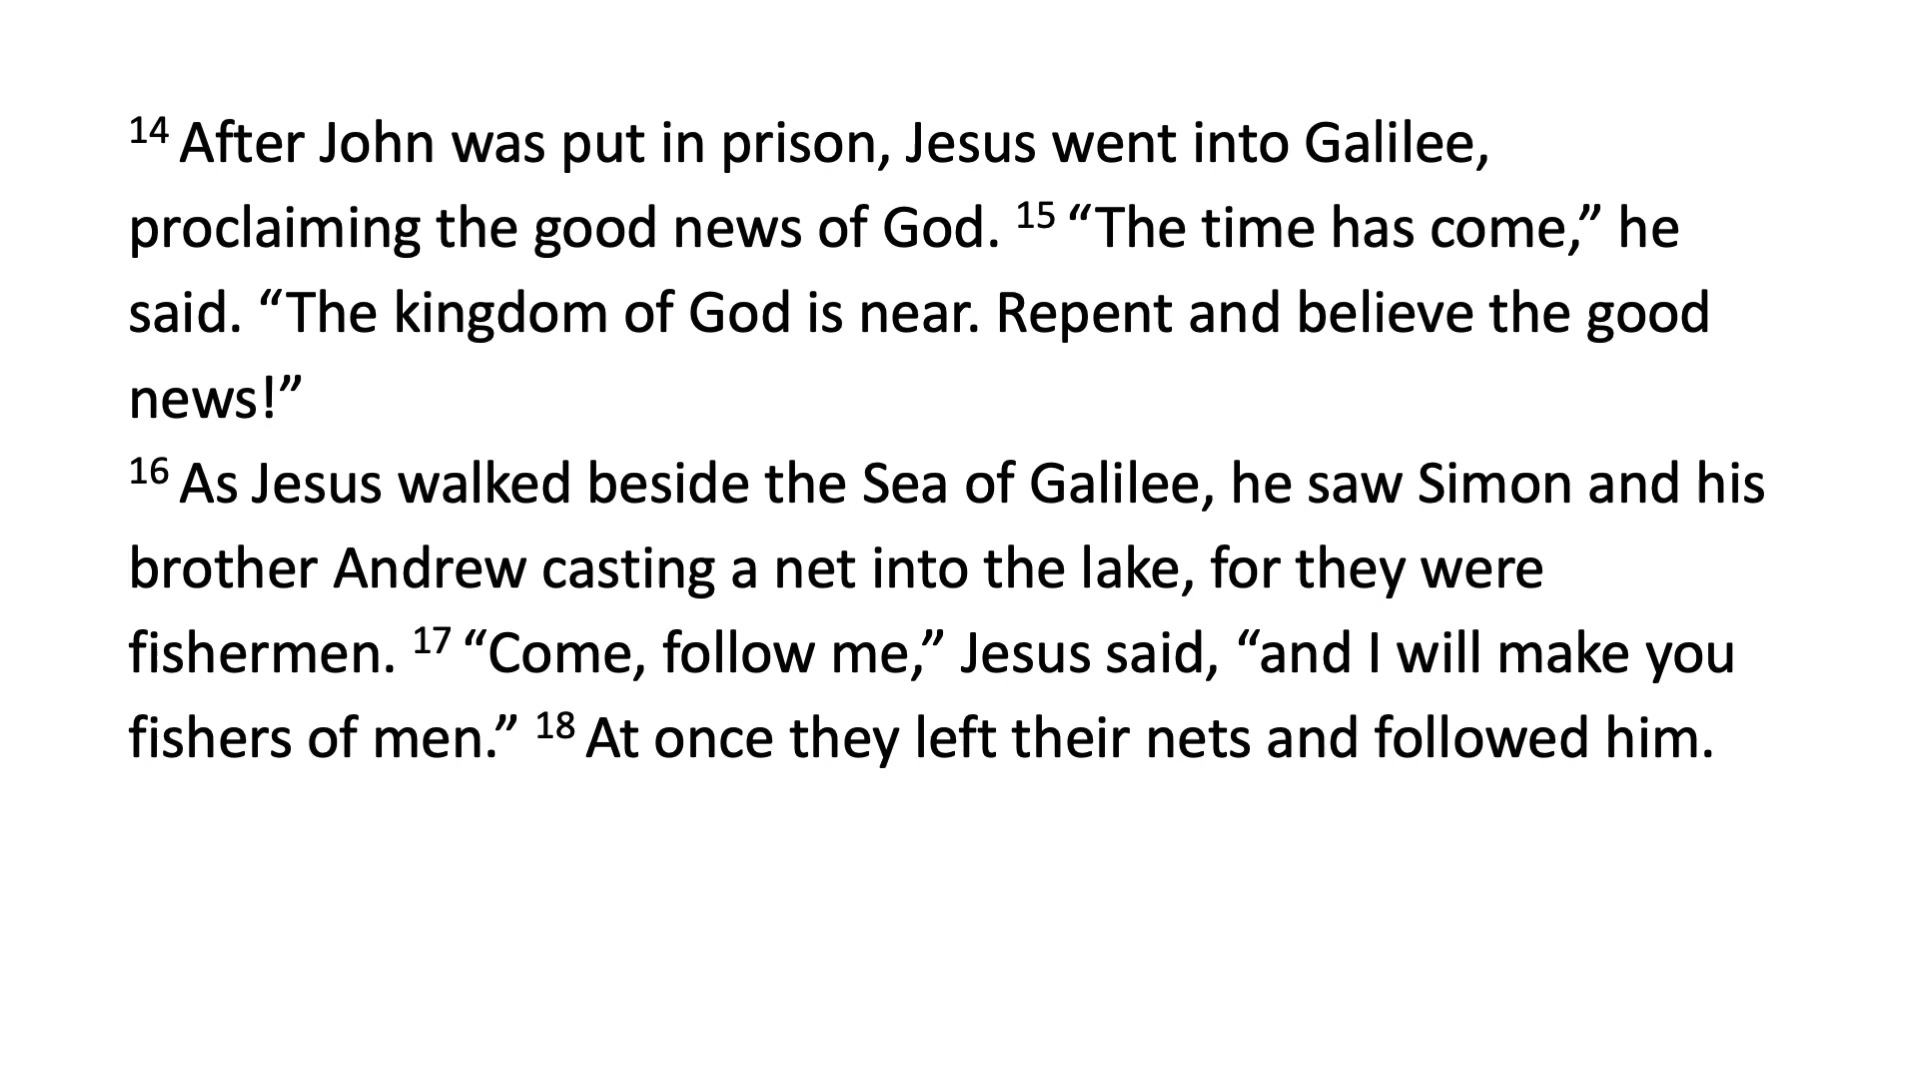 ¹⁴ After John was put in prison, Jesus went into Galilee,
proclaiming the good news of God. ¹⁵ “The time has come,” he
said. “The kingdom of God is near. Repent and believe the good
news!”
¹⁶ As Jesus walked beside the Sea of Galilee, he saw Simon and his
brother Andrew casting a net into the lake, for they were
fishermen. ¹⁷ “Come, follow me,” Jesus said, “and I will make you
fishers of men.” ¹⁸ At once they left their nets and followed him.